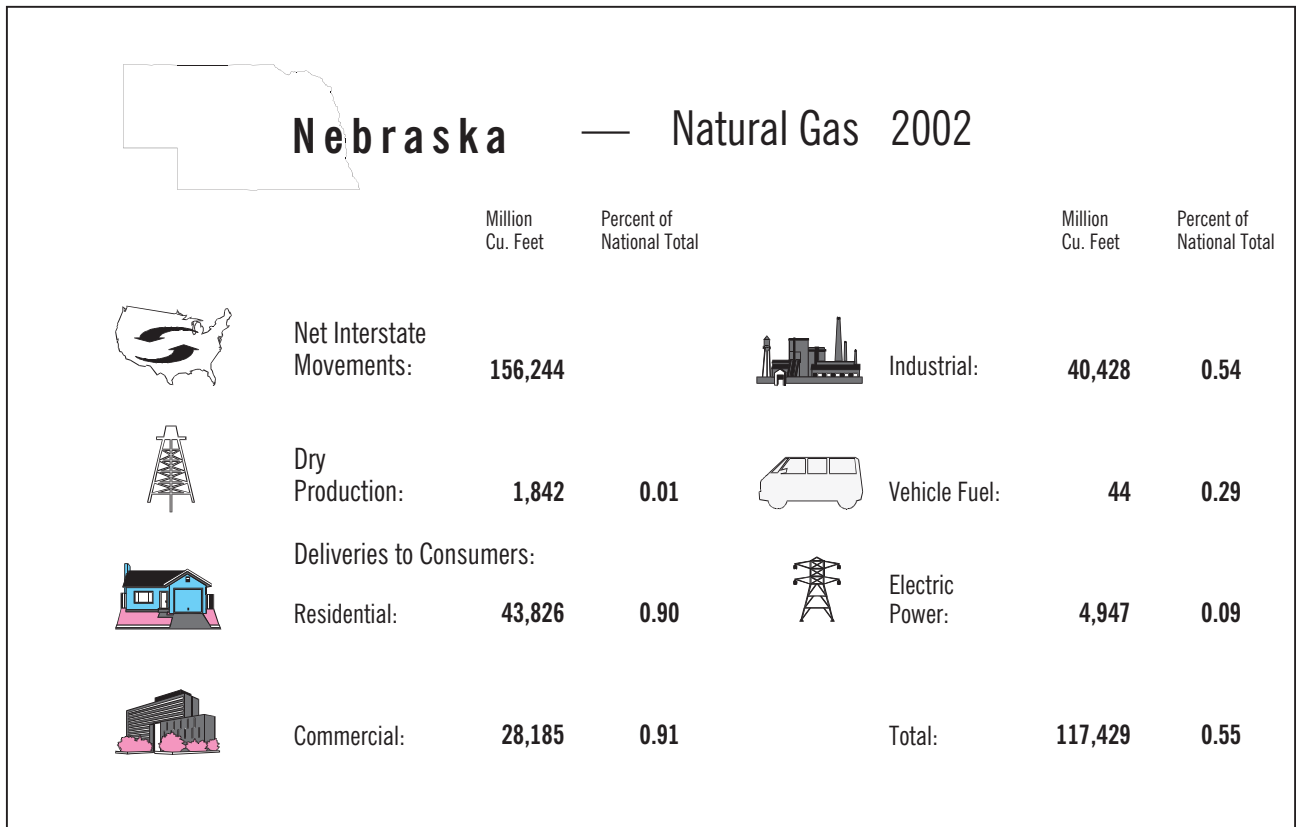 Nebraska — Natural Gas 2002
Million Cu. Feet
Percent of National Total
Million Cu. Feet
Percent of National Total
Net Interstate
Movements: 156,244
Industrial: 40,428 0.54
Dry
Production: 1,842 0.01
Vehicle Fuel: 44 0.29
Deliveries to Consumers:
Residential: 43,826 0.90
Electric
Power: 4,947 0.09
Commercial: 28,185 0.91
Total: 117,429 0.55